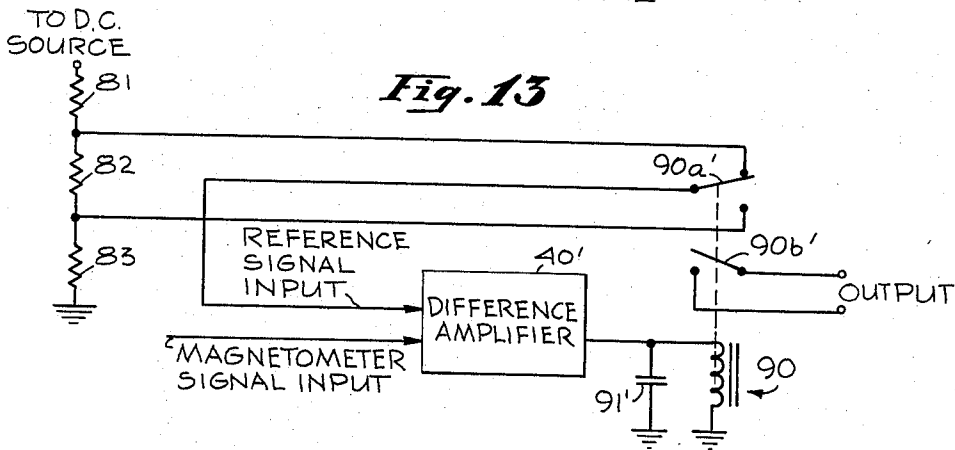 TO D.C.
SOURCE
81
Fig. 13
82
90a'
83
REFERENCE
SIGNAL
INPUT
40'
90b'
DIFFERENCE
AMPLIFIER
OUTPUT
MAGNETOMETER
SIGNAL INPUT
91'
90